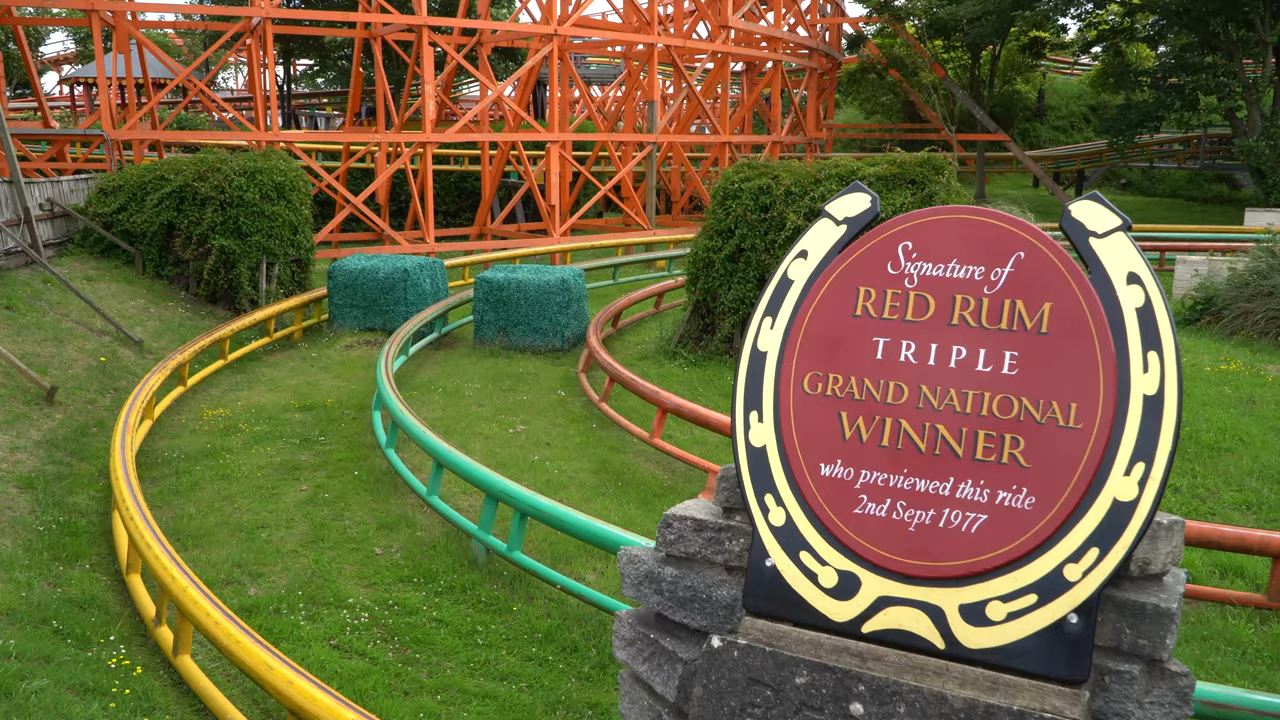 Signature of
RED RUM
TRIPLE
GRAND NATIONAL
WINNER
who previewed this ride
2nd Sept 1977